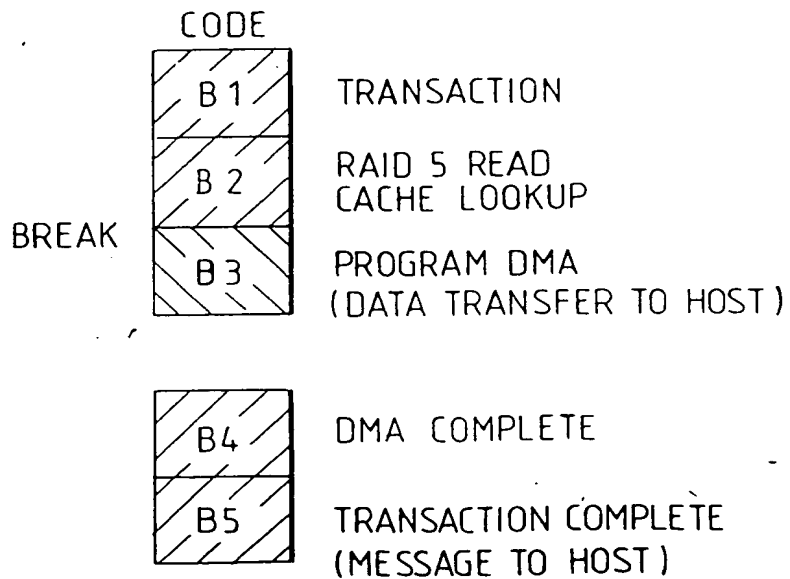 CODE
B1 TRANSACTION
B2 RAID 5 READ
CACHE LOOKUP
BREAK
B3 PROGRAM DMA
(DATA TRANSFER TO HOST)
B4 DMA COMPLETE
B5 TRANSACTION COMPLETE
(MESSAGE TO HOST)